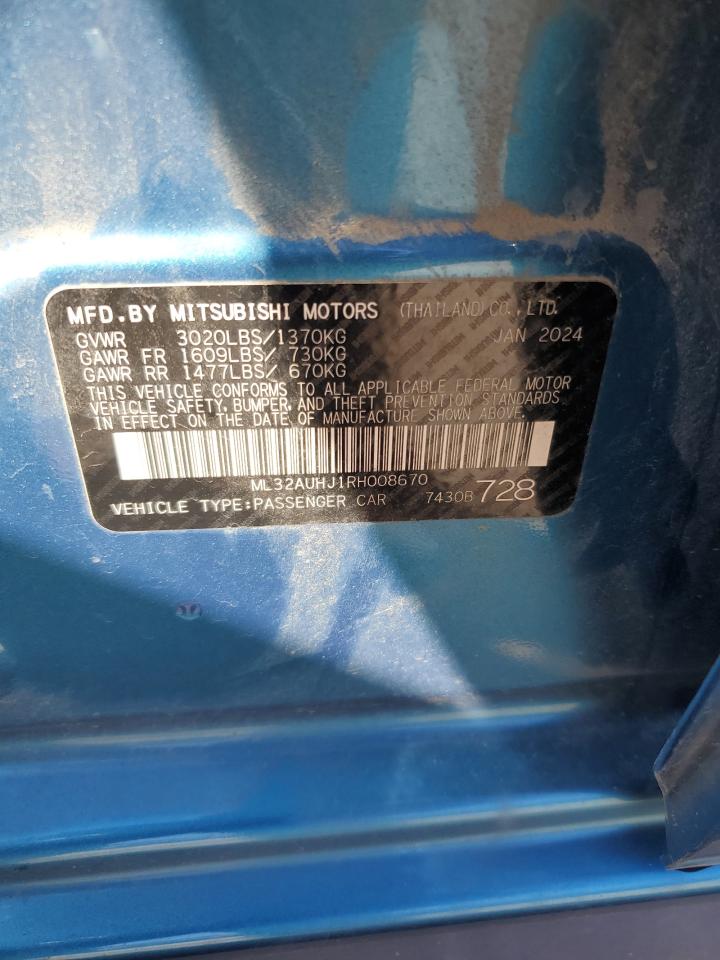 MFD.BY MITSUBISHI MOTORS (THAILAND) CO., LTD.
GVWR 3020LBS/1370KG JAN 2024
GAWR FR 1609LBS/ 730KG
GAWR RR 1477LBS/ 670KG
THIS VEHICLE CONFORMS TO ALL APPLICABLE FEDERAL MOTOR
VEHICLE SAFETY, BUMPER, AND THEFT PREVENTION STANDARDS
IN EFFECT ON THE DATE OF MANUFACTURE SHOWN ABOVE.
ML32AUHJ1RH008670
VEHICLE TYPE:PASSENGER CAR 7430B 728